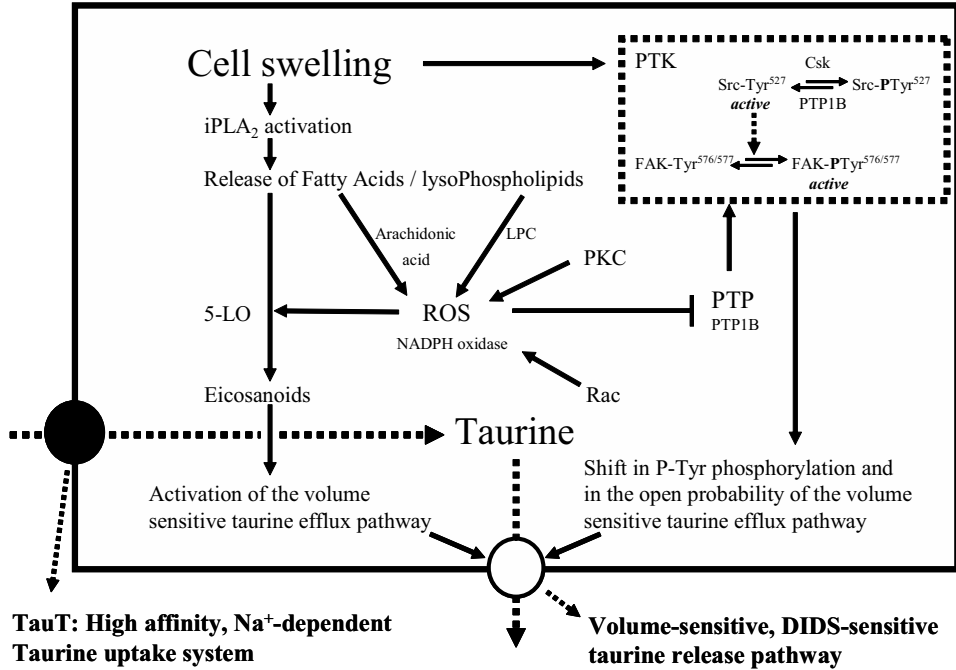 Cell swelling
PTK
Csk
Src-Tyr⁵²⁷
Src-PTyr⁵²⁷
active
PTP1B
iPLA₂ activation
FAK-Tyr⁵⁷⁶/⁵⁷⁷
FAK-PTyr⁵⁷⁶/⁵⁷⁷
active
Release of Fatty Acids / lysoPhospholipids
Arachidonic
acid
LPC
PKC
5-LO
ROS
NADPH oxidase
PTP
PTP1B
Eicosanoids
Rac
Taurine
Activation of the volume
sensitive taurine efflux pathway
Shift in P-Tyr phosphorylation and
in the open probability of the volume
sensitive taurine efflux pathway
TauT: High affinity, Na⁺-dependent
Taurine uptake system
Volume-sensitive, DIDS-sensitive
taurine release pathway